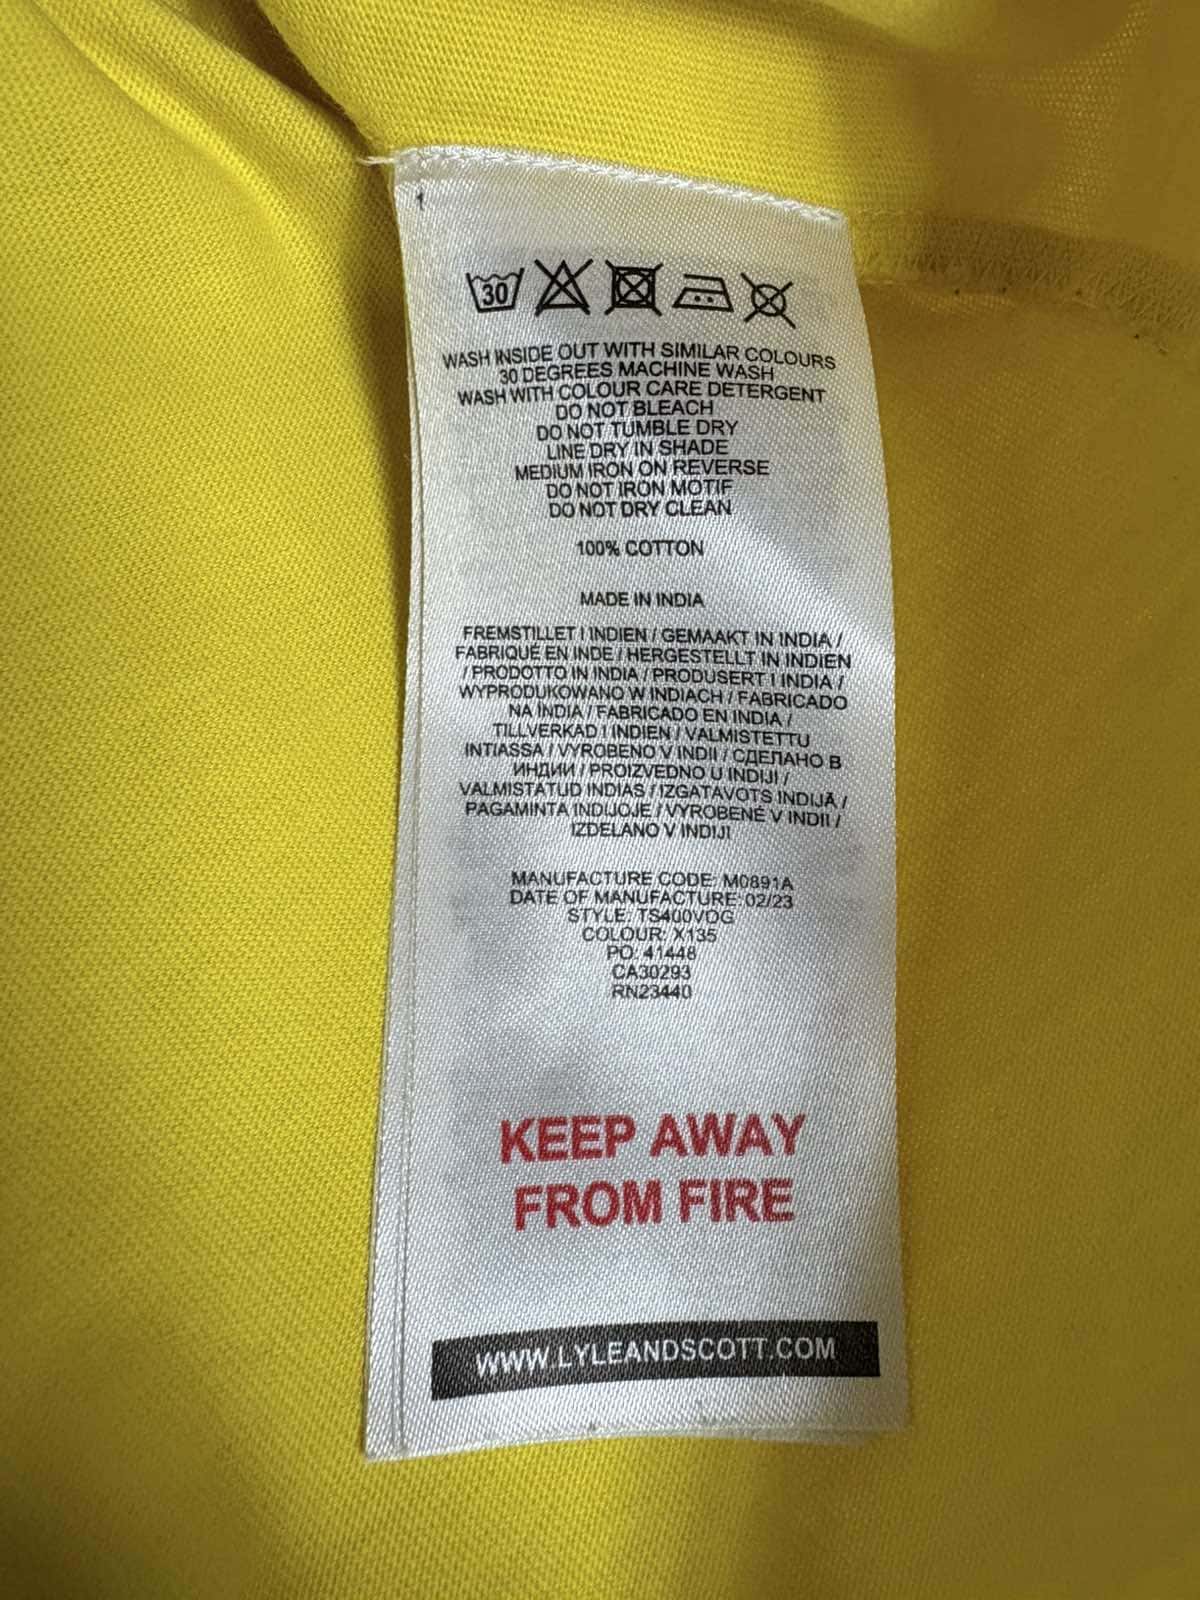 1
30
WASH INSIDE OUT WITH SIMILAR COLOURS
30 DEGREES MACHINE WASH
WASH WITH COLOUR CARE DETERGENT
DO NOT BLEACH
DO NOT TUMBLE DRY
LINE DRY IN SHADE
MEDIUM IRON ON REVERSE
DO NOT IRON MOTIF
DO NOT DRY CLEAN
100% COTTON
MADE IN INDIA
FREMSTILLET I INDIEN / GEMAAKT IN INDIA /
FABRIQUÉ EN INDE / HERGESTELLT IN INDIEN
/ PRODOTTO IN INDIA / PRODUSERT I INDIA /
WYPRODUKOWANO W INDIACH / FABRICADO
NA INDIA / FABRICADO EN INDIA /
TILLVERKAD I INDIEN / VALMISTETTU
INTIASSA / VYROBENO V INDII / СДЕЛАНО В
ИНДИИ / PROIZVEDNO U INDIJI /
VALMISTATUD INDIAS / IZGATAVOTS INDIJĀ /
PAGAMINTA INDIJOJE / VYROBENÉ V INDII /
IZDELANO V INDIJI
MANUFACTURE CODE: M0891A
DATE OF MANUFACTURE: 02/23
STYLE: TS400VOG
COLOUR: X135
PO: 41448
CA30293
RN23440
KEEP AWAY
FROM FIRE
WWW.LYLEANDSCOTT.COM